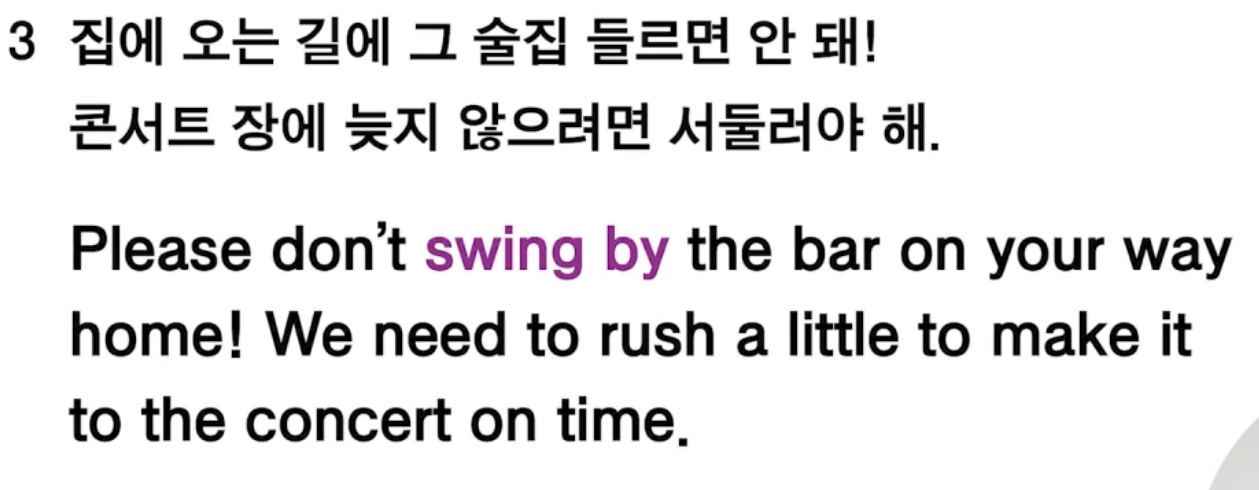 3 집에 오는 길에 그 술집 들르면 안 돼!
콘서트 장에 늦지 않으려면 서둘러야 해.
Please don't swing by the bar on your way
home! We need to rush a little to make it
to the concert on time.